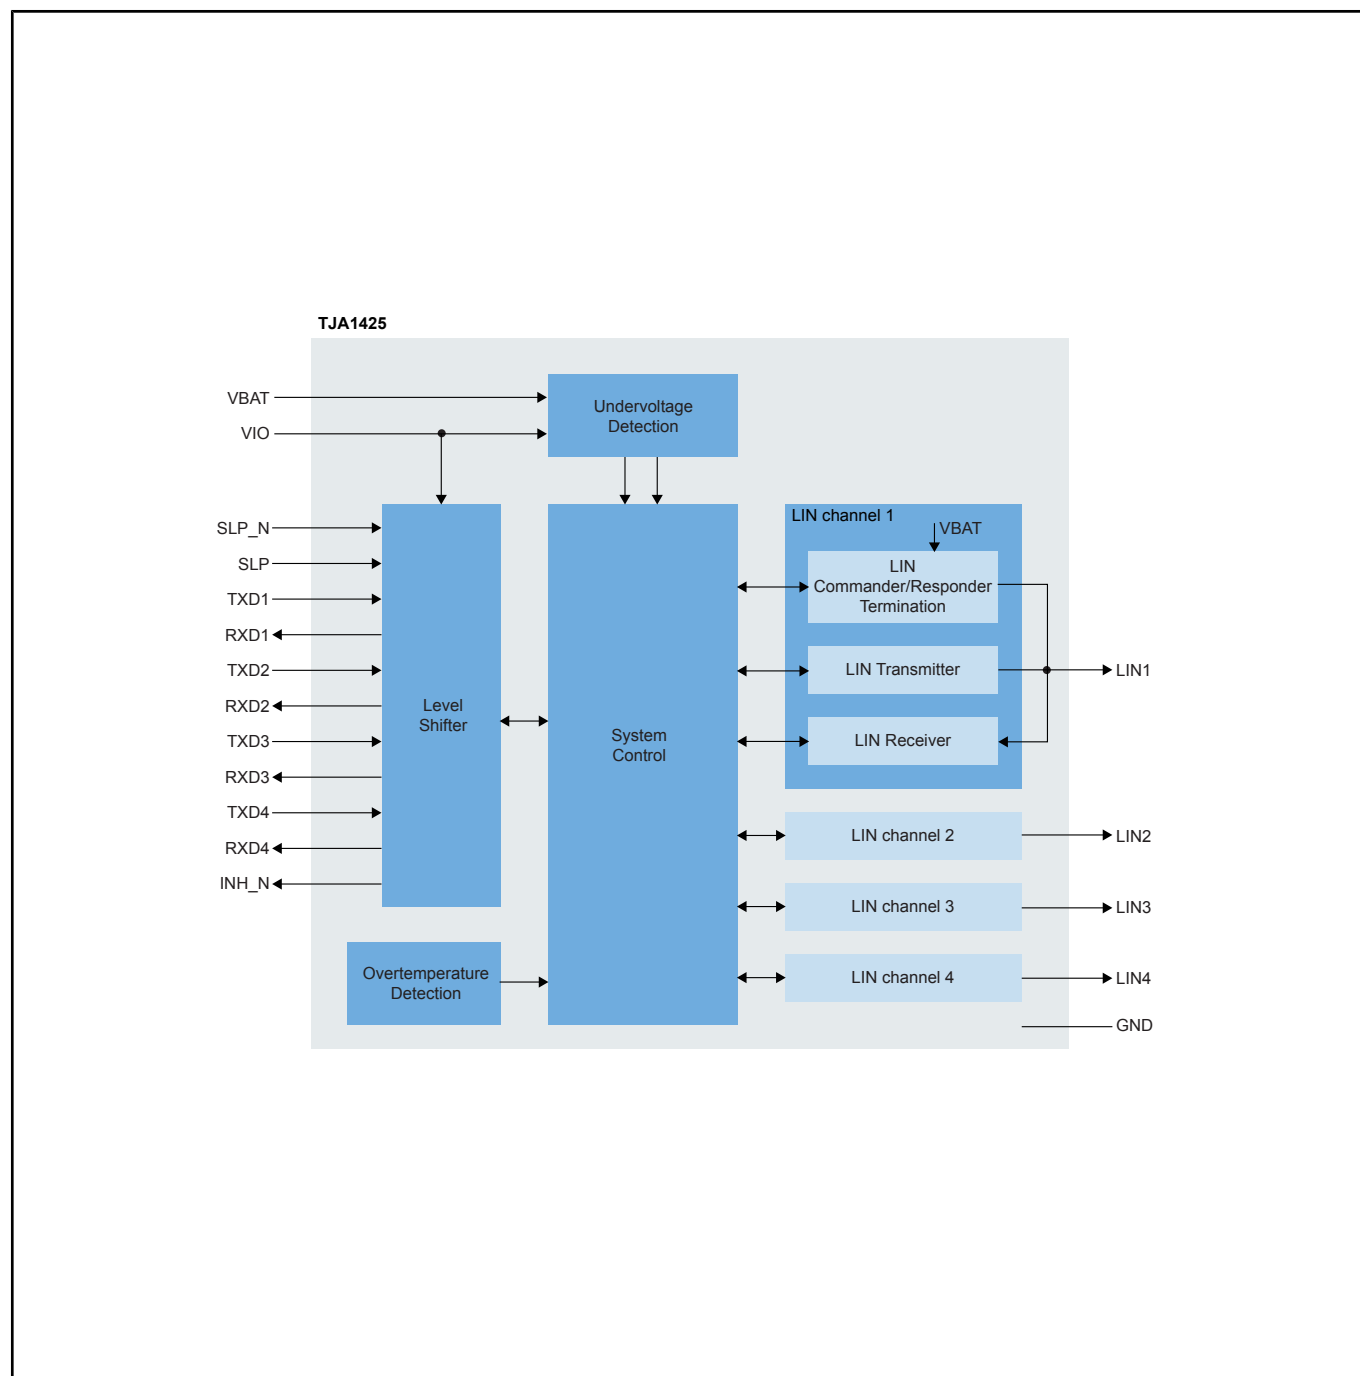 TJA1425
VBAT
VIO
Undervoltage
Detection
SLP_N
SLP
TXD1
RXD1
TXD2
RXD2
TXD3
RXD3
TXD4
RXD4
INH_N
Level
Shifter
Overtemperature
Detection
System
Control
LIN channel 1
VBAT
LIN
Commander/Responder
Termination
LIN Transmitter
LIN Receiver
LIN channel 2
LIN channel 3
LIN channel 4
LIN1
LIN2
LIN3
LIN4
GND